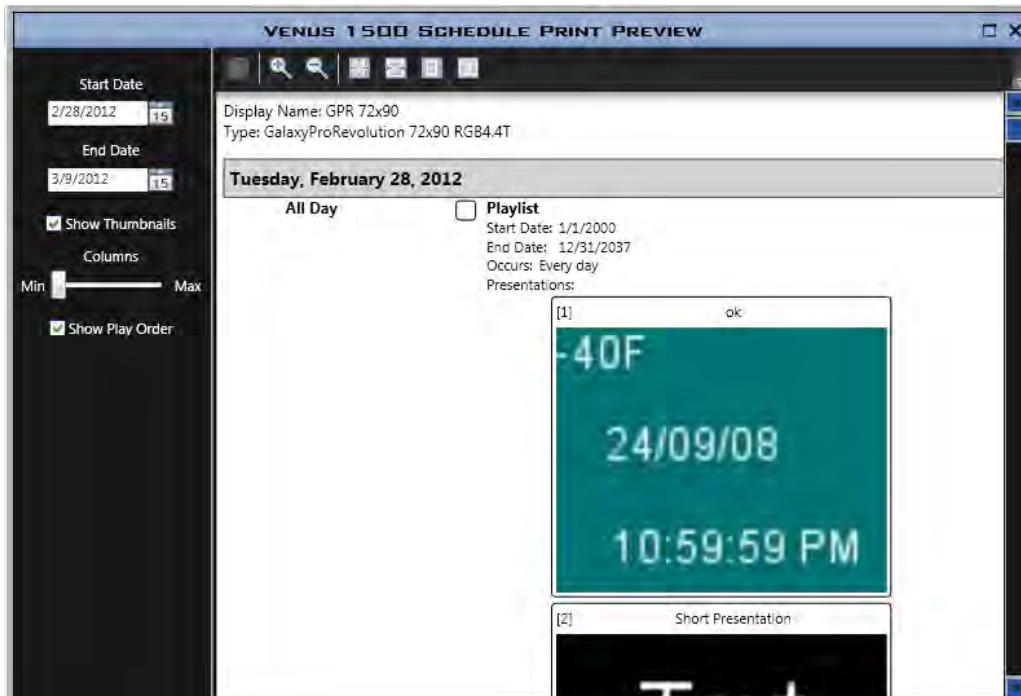 VENUS 1500 SCHEDULE PRINT PREVIEW
Start Date
2/28/2012 15
End Date
3/9/2012 15
Show Thumbnails
Columns
Min Max
Show Play Order
Display Name: GPR 72x90
Type: GalaxyProRevolution 72x90 RGB4.4T
Tuesday, February 28, 2012
All Day
Playlist
Start Date: 1/1/2000
End Date: 12/31/2037
Occurs: Every day
Presentations:
[1] ok
-40F
24/09/08
10:59:59 PM
[2] Short Presentation